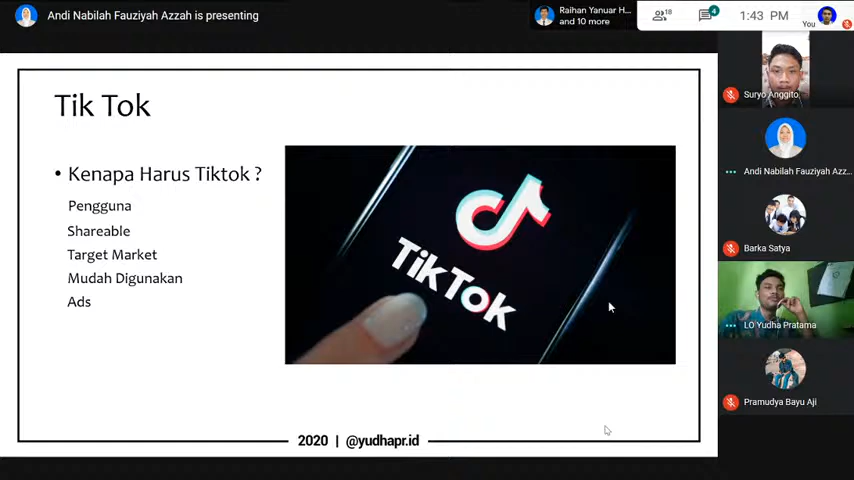 Andi Nabilah Fauziyah Azzah is presenting
Raihan Yanuar H...
and 10 more
18
4
1:43 PM
You
Tik Tok
• Kenapa Harus Tiktok ?
Pengguna
Shareable
Target Market
Mudah Digunakan
Ads
TikTok
2020 | @yudhapr.id
Suryo Anggito
Andi Nabilah Fauziyah Azz...
Barka Satya
LO Yudha Pratama
Pramudya Bayu Aji